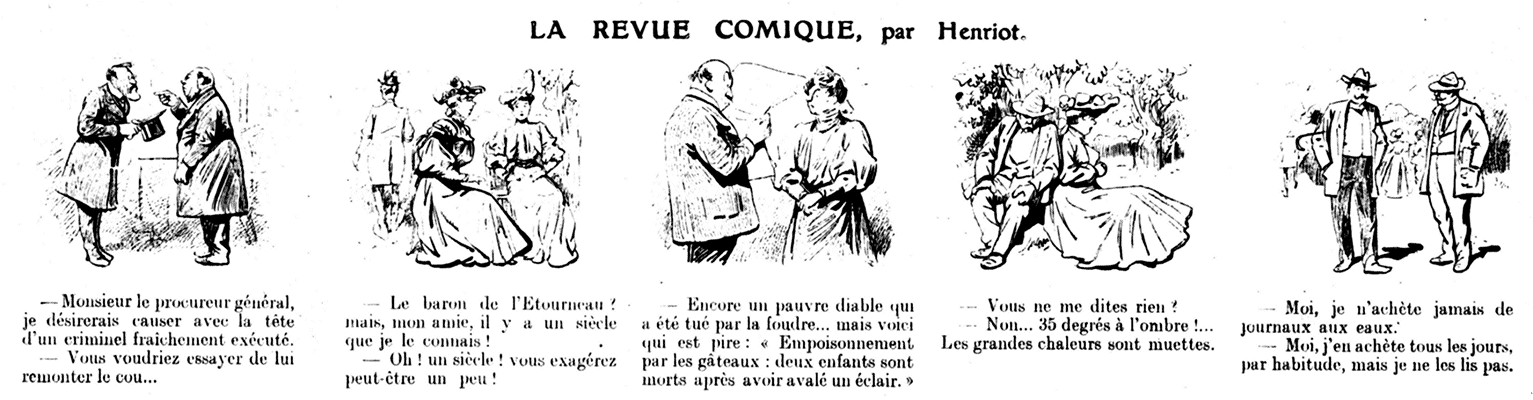 LA REVUE COMIQUE, par Henriot.
— Monsieur le procureur général,
je désirerais causer avec la tête
d'un criminel fraichement exécuté.
— Vous voudriez essayer de lui
remonter le cou...
— Le baron de l'Etourneau ?
mais, mon amie, il y a un siècle
que je le connais !
— Oh ! un siècle ! vous exagérez
peut-être un peu !
— Encore un pauvre diable qui
a été tué par la foudre... mais voici
qui est pire : « Empoisonnement
par les gâteaux : deux enfants sont
morts après avoir avalé un éclair. »
— Vous ne me dites rien ?
— Non... 35 degrés à l'ombre !...
Les grandes chaleurs sont muettes.
— Moi, je n'achète jamais de
journaux aux eaux.
— Moi, j'en achète tous les jours,
par habitude, mais je ne les lis pas.